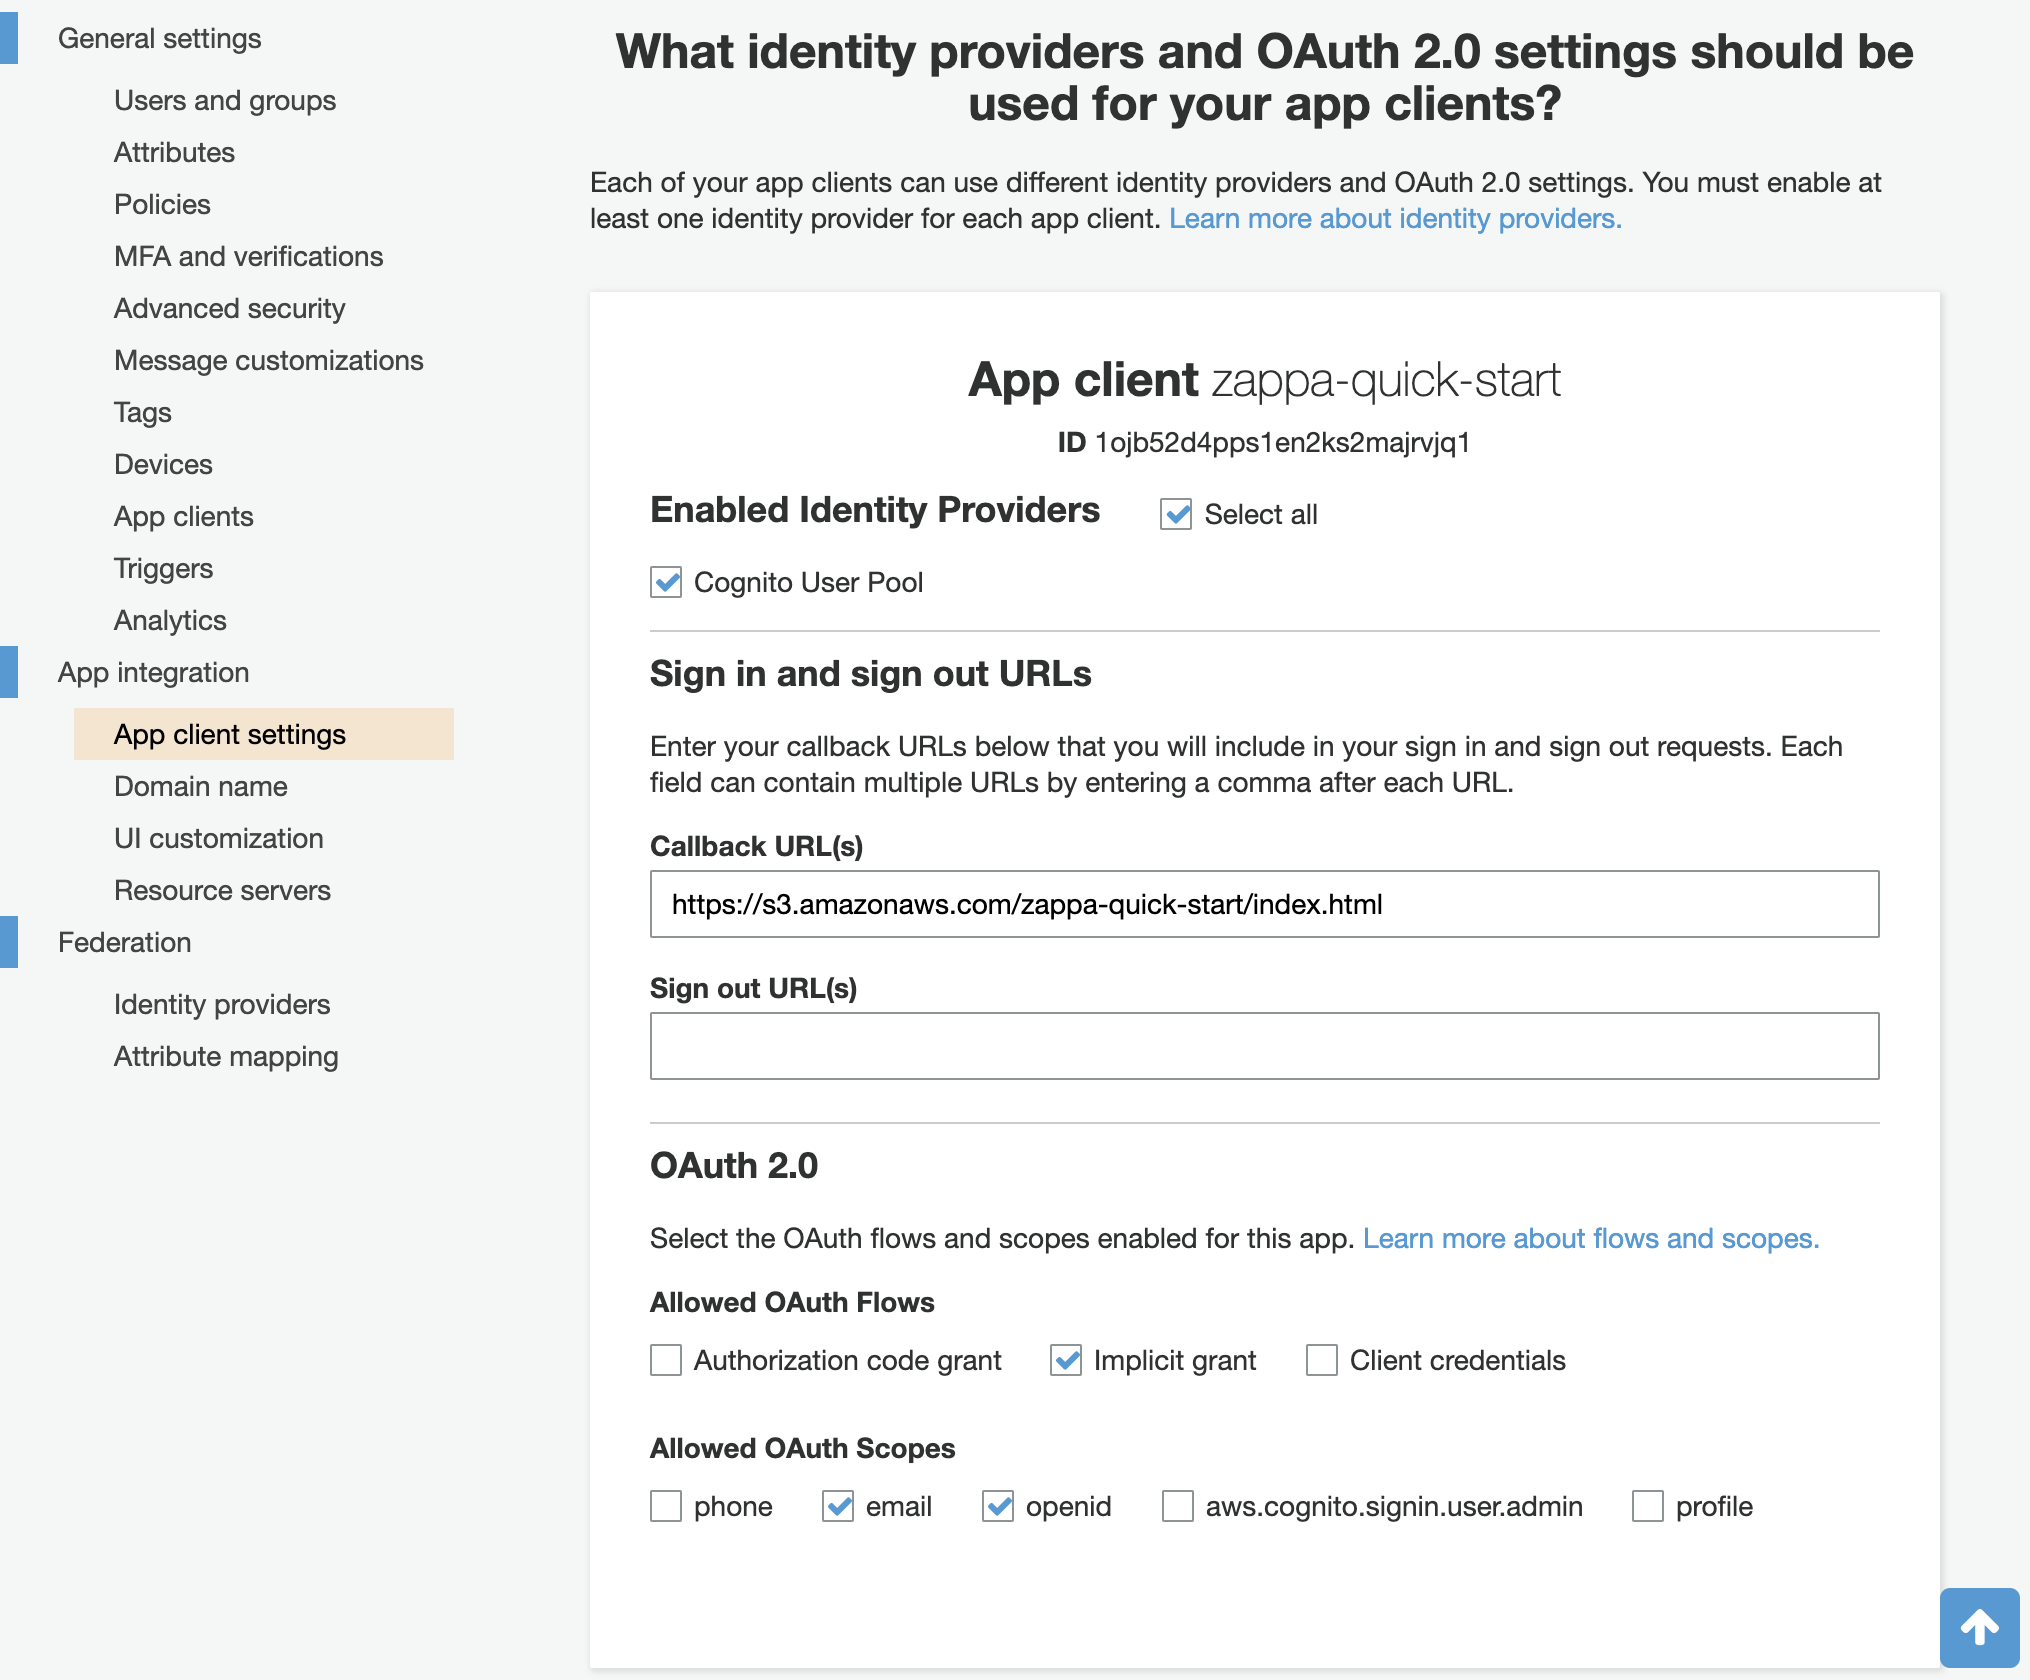 General settings
Users and groups
Attributes
Policies
MFA and verifications
Advanced security
Message customizations
Tags
Devices
App clients
Triggers
Analytics
App integration
App client settings
Domain name
UI customization
Resource servers
Federation
Identity providers
Attribute mapping
What identity providers and OAuth 2.0 settings should be
used for your app clients?
Each of your app clients can use different identity providers and OAuth 2.0 settings. You must enable at
least one identity provider for each app client. Learn more about identity providers.
App client zappa-quick-start
ID 1ojb52d4pps1en2ks2majrvjq1
Enabled Identity Providers Select all
Cognito User Pool
Sign in and sign out URLs
Enter your callback URLs below that you will include in your sign in and sign out requests. Each
field can contain multiple URLs by entering a comma after each URL.
Callback URL(s)
https://s3.amazonaws.com/zappa-quick-start/index.html
Sign out URL(s)
OAuth 2.0
Select the OAuth flows and scopes enabled for this app. Learn more about flows and scopes.
Allowed OAuth Flows
Authorization code grant Implicit grant Client credentials
Allowed OAuth Scopes
phone email openid aws.cognito.signin.user.admin profile